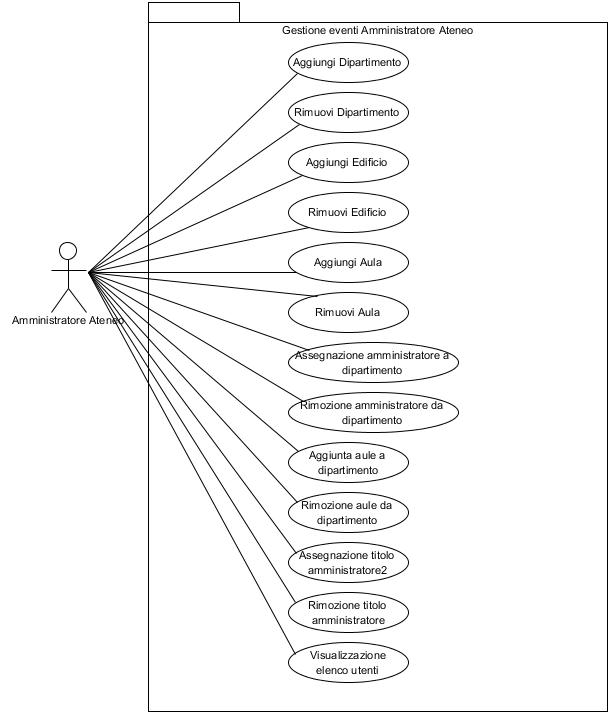 Gestione eventi Amministratore Ateneo
Aggiungi Dipartimento
Rimuovi Dipartimento
Aggiungi Edificio
Rimuovi Edificio
Aggiungi Aula
Rimuovi Aula
Amministratore Ateneo
Assegnazione amministratore a
dipartimento
Rimozione amministratore da
dipartimento
Aggiunta aule a
dipartimento
Rimozione aule da
dipartimento
Assegnazione titolo
amministratore2
Rimozione titolo
amministratore
Visualizzazione
elenco utenti